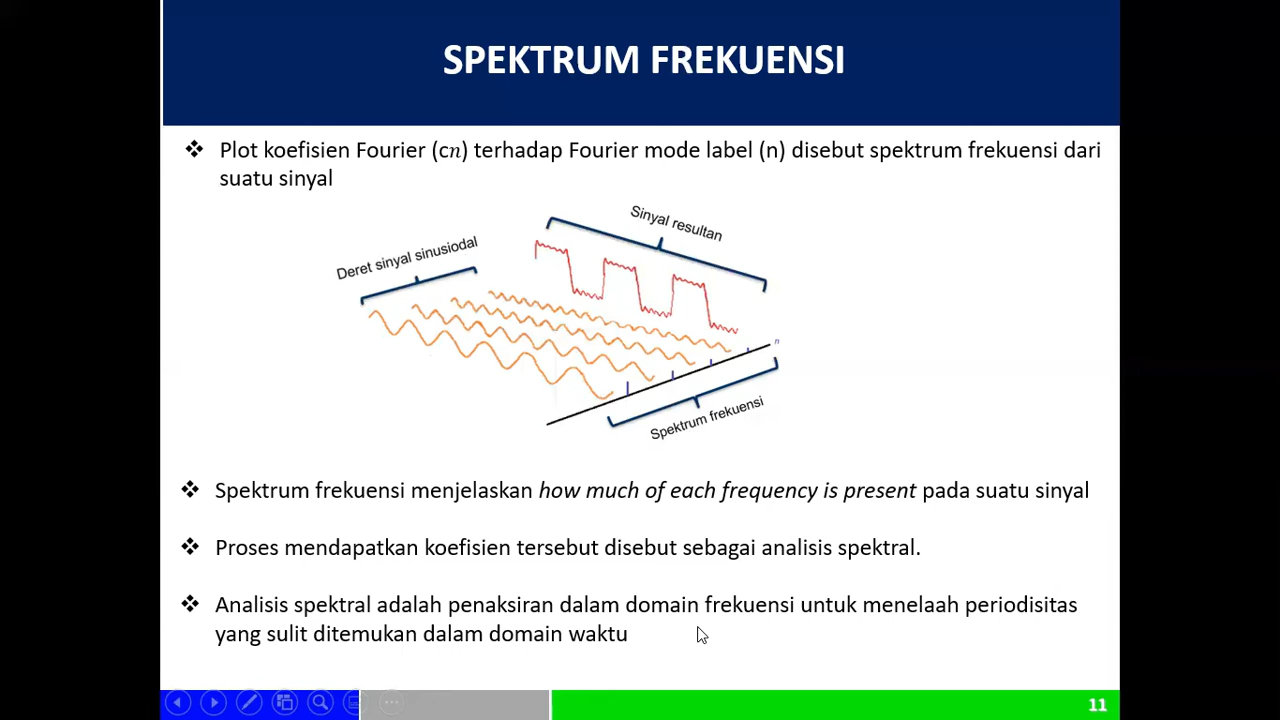 SPEKTRUM FREKUENSI
❖ Plot koefisien Fourier (cn) terhadap Fourier mode label (n) disebut spektrum frekuensi dari
suatu sinyal
Sinyal resultan
Deret sinyal sinusiodal
n
Spektrum frekuensi
❖ Spektrum frekuensi menjelaskan how much of each frequency is present pada suatu sinyal
❖ Proses mendapatkan koefisien tersebut disebut sebagai analisis spektral.
❖ Analisis spektral adalah penaksiran dalam domain frekuensi untuk menelaah periodisitas
yang sulit ditemukan dalam domain waktu
11